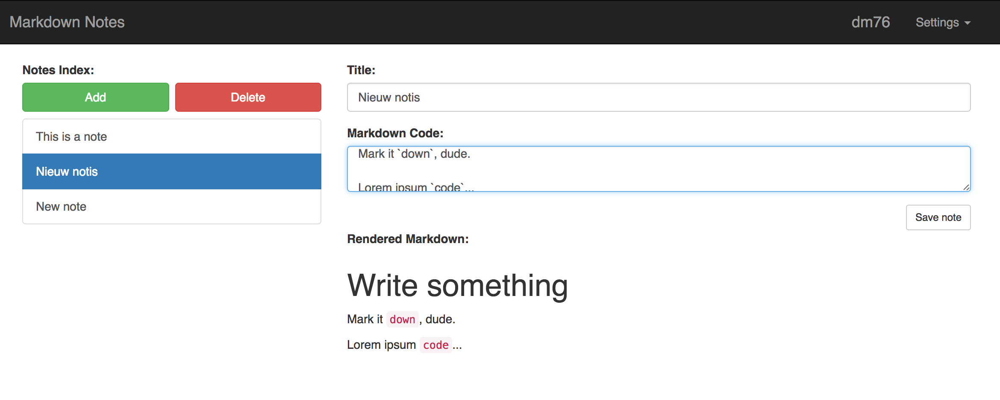 Markdown Notes
dm76
Settings
Notes Index:
Add
Delete
This is a note
Nieuw notis
New note
Title:
Nieuw notis
Markdown Code:
Mark it `down`, dude.
Lorem ipsum `code`...
Save note
Rendered Markdown:
Write something
Mark it down, dude.
Lorem ipsum code...